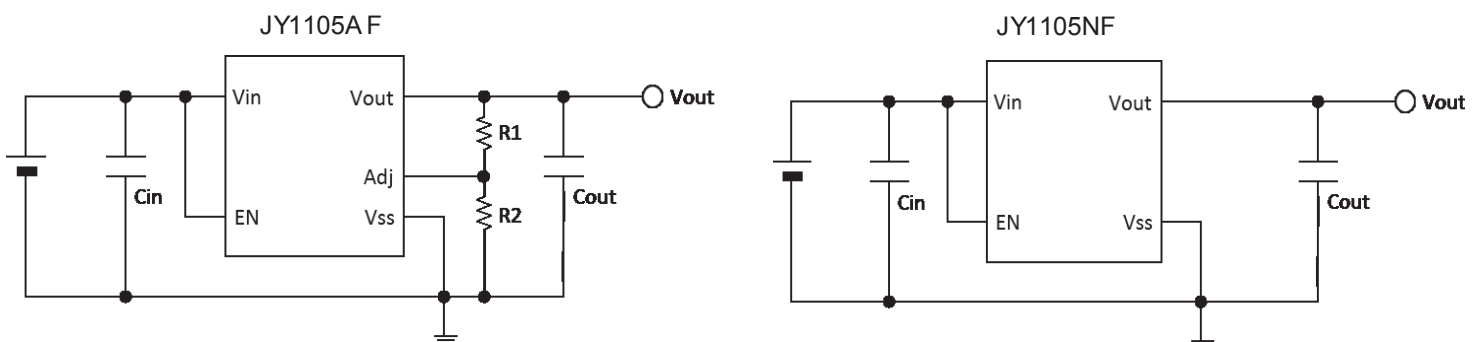 JY1105A F
Vin
Vout
Vout
R1
Adj
Cin
Cout
EN
Vss
R2
JY1105NF
Vin
Vout
Vout
Cin
Cout
EN
Vss